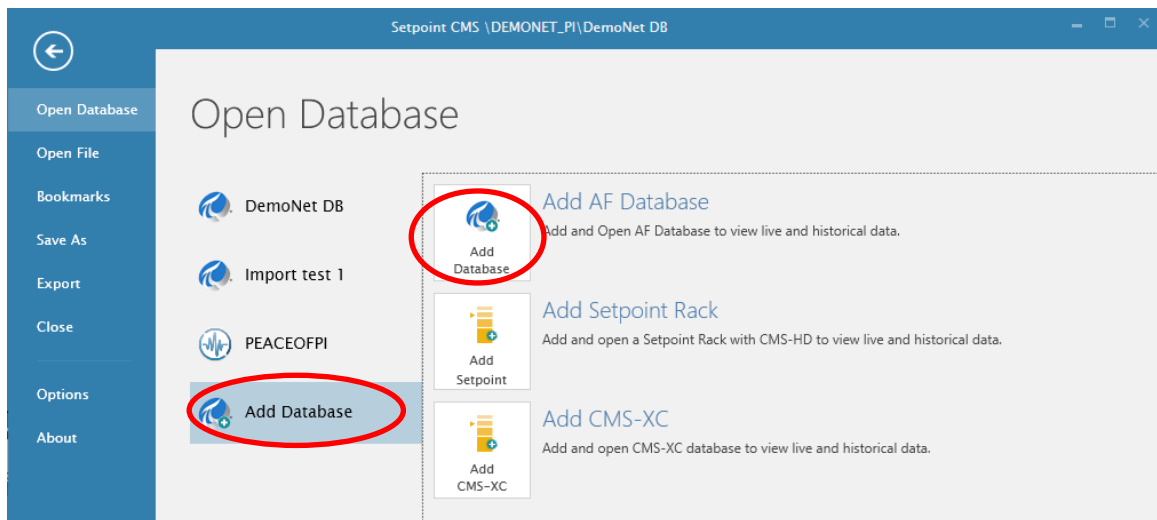 Setpoint CMS \DEMONET_PI\DemoNet DB
Open Database
Open File
Bookmarks
Save As
Export
Close
Options
About
Open Database
DemoNet DB
Import test 1
PEACEOFPI
Add Database
Add
Database
Add AF Database
Add and Open AF Database to view live and historical data.
Add
Setpoint
Add Setpoint Rack
Add and open a Setpoint Rack with CMS-HD to view live and historical data.
Add
CMS-XC
Add CMS-XC
Add and open CMS-XC database to view live and historical data.